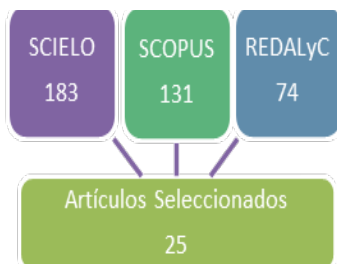 SCIELO
183
SCOPUS
131
REDALyC
74
Artículos Seleccionados
25